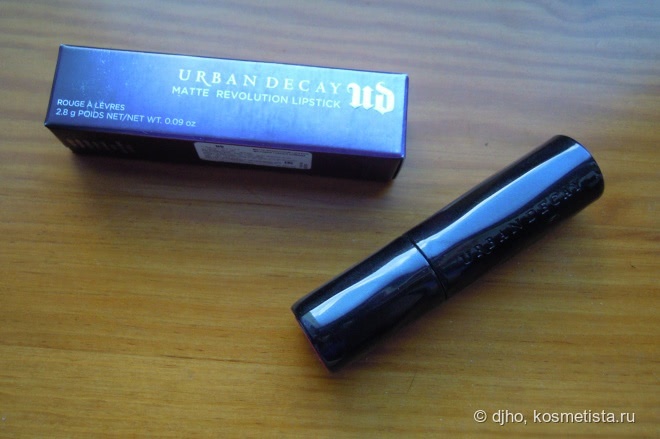 URBAN DECAY
MATTE REVOLUTION LIPSTICK
ud
ROUGE À LÈVRES
2.8 g POIDS NET/NET WT. 0.09 oz
URBAN DECAY
© djho, kosmetista.ru